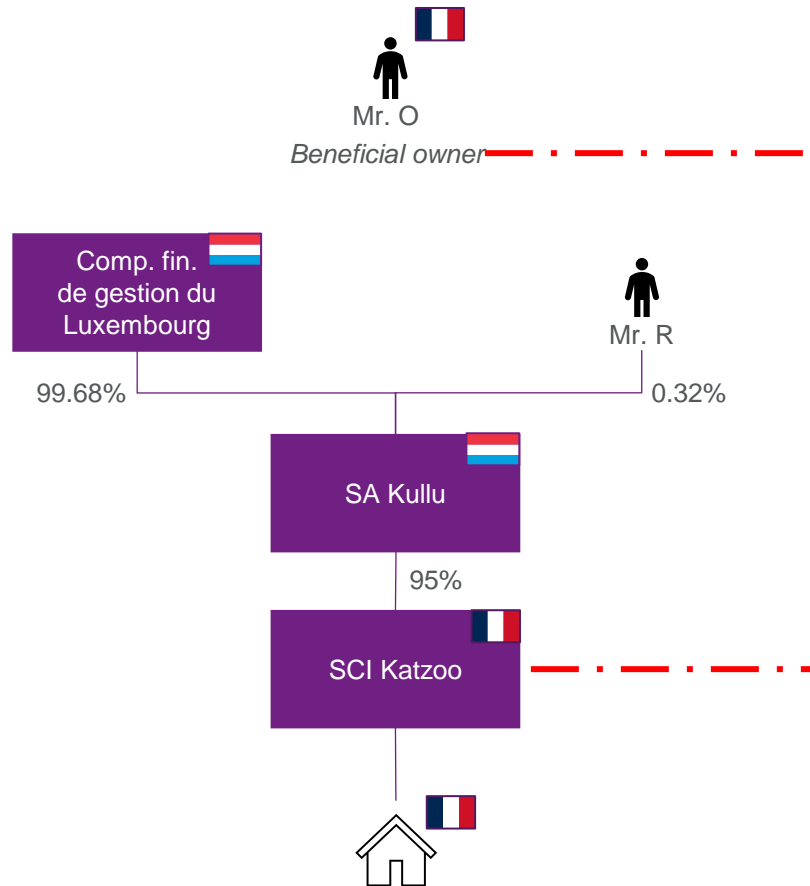 Mr. O
Beneficial owner
Comp. fin.
de gestion du
Luxembourg
Mr. R
99.68%
0.32%
SA Kullu
95%
SCI Katzoo